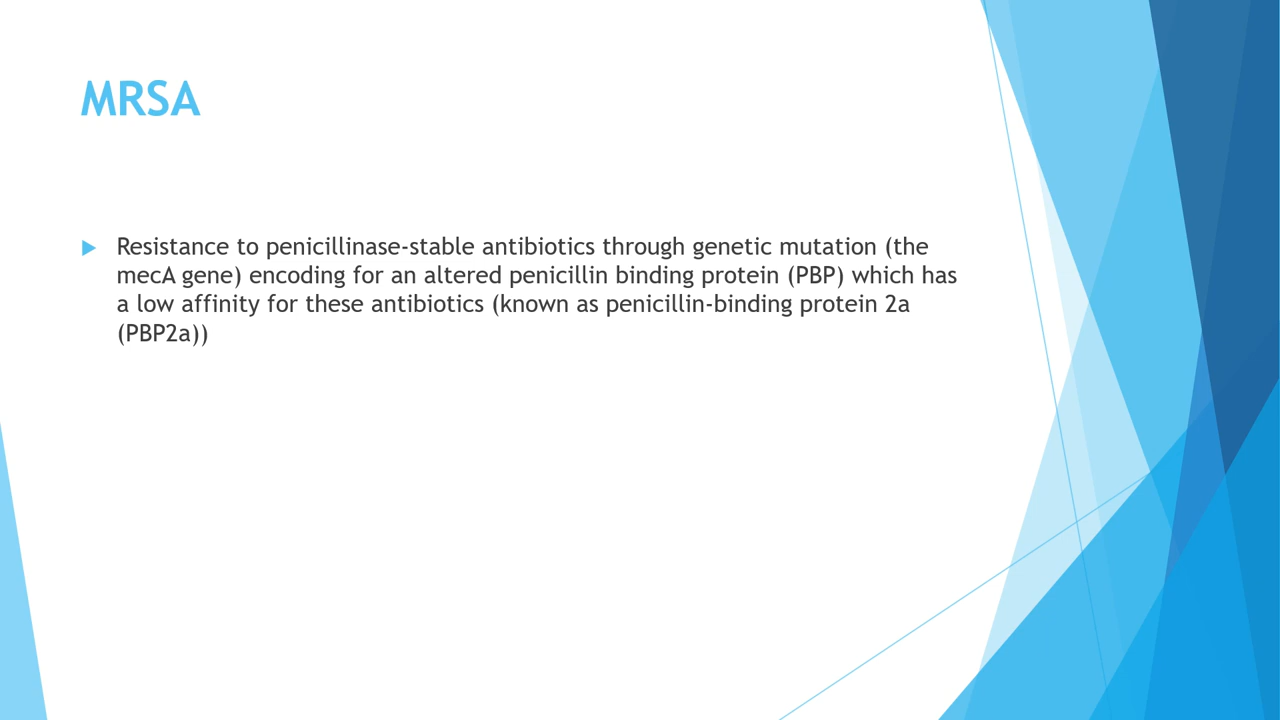 MRSA
Resistance to penicillinase-stable antibiotics through genetic mutation (the
mecA gene) encoding for an altered penicillin binding protein (PBP) which has
a low affinity for these antibiotics (known as penicillin-binding protein 2a
(PBP2a))